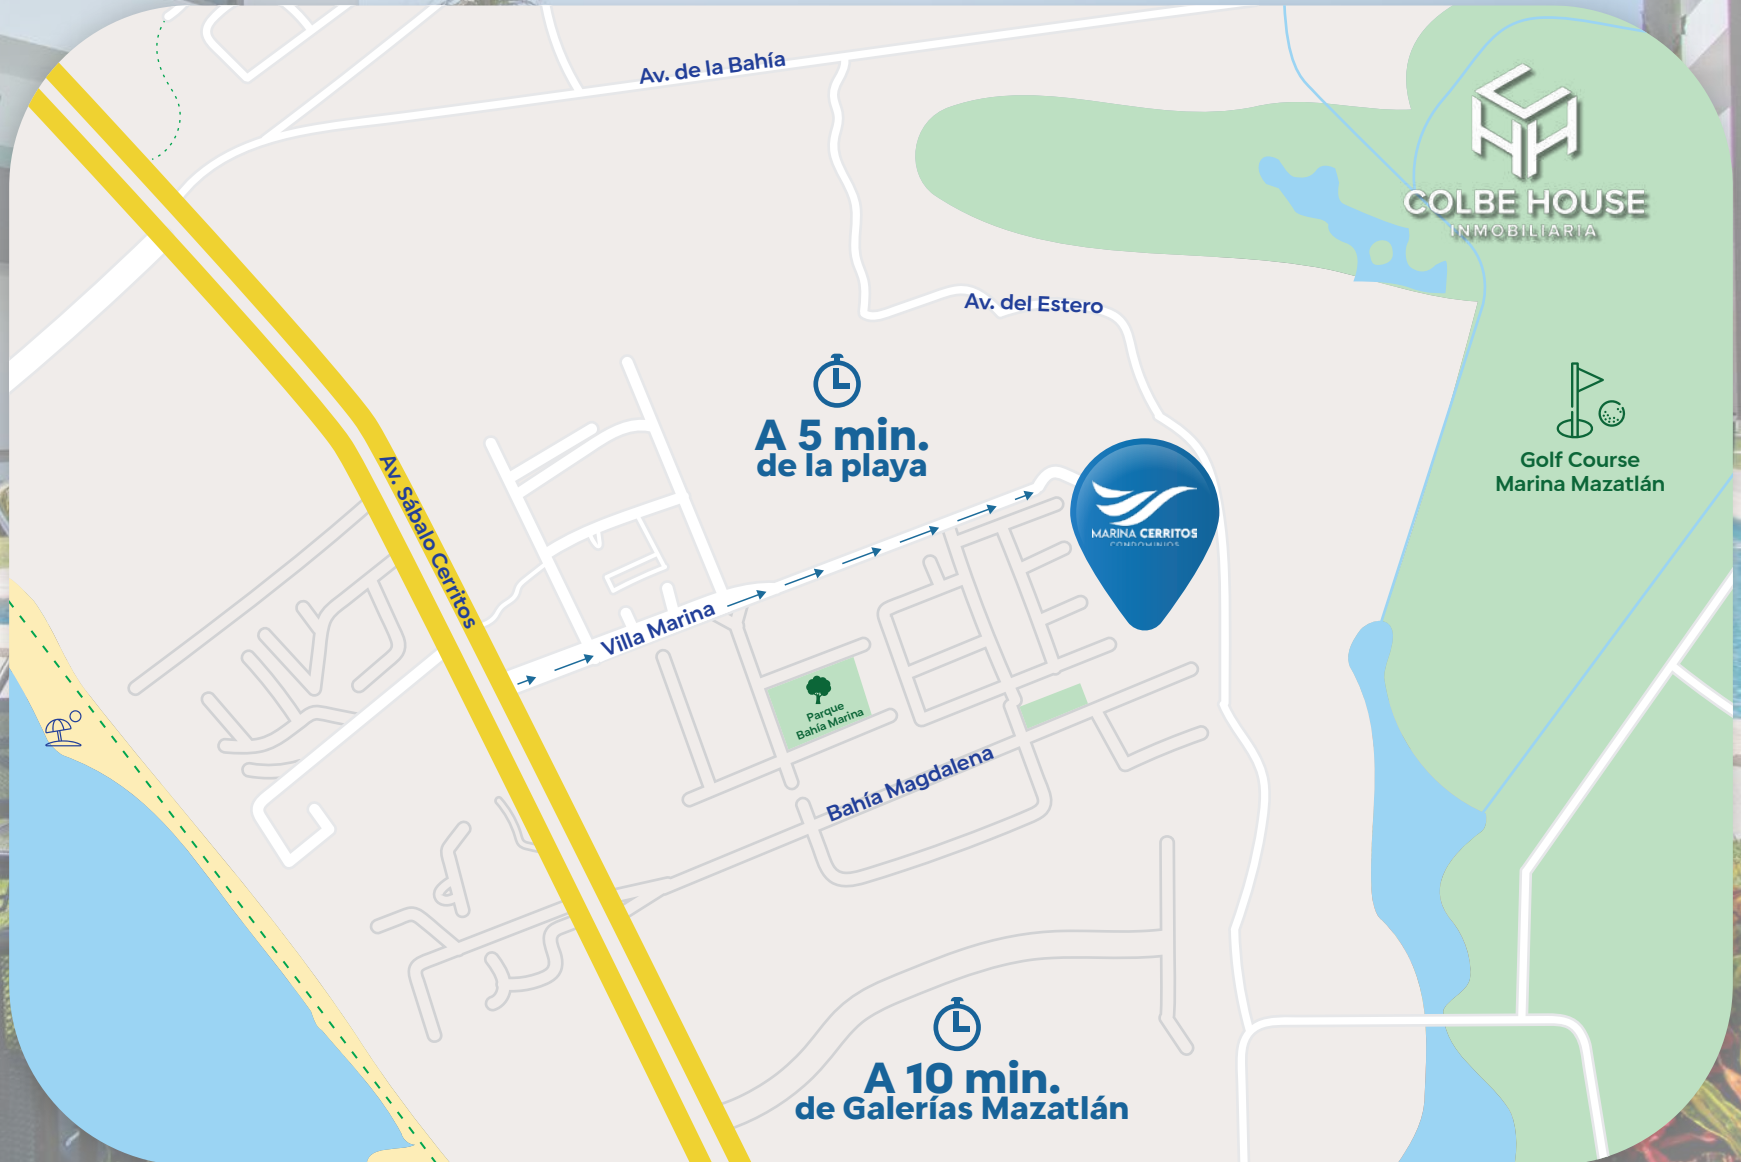 Av. de la Bahía
COLBE HOUSE
INMOBILIARIA
Av. del Estero
A 5 min.
de la playa
Golf Course
Marina Mazatlán
Av. Sábalo Cerritos
MARINA CERRITOS
CONDOMINIOS
Villa Marina
Parque
Bahía Marina
Bahía Magdalena
A 10 min.
de Galerías Mazatlán